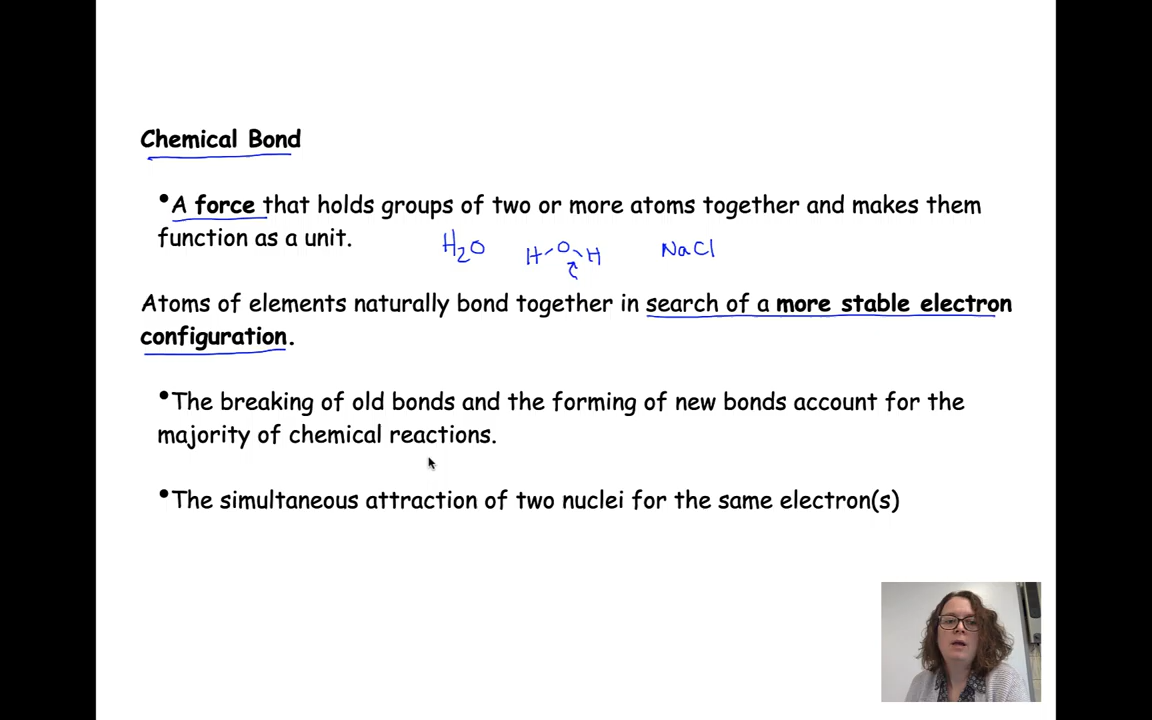 Chemical Bond
•A force that holds groups of two or more atoms together and makes them
function as a unit.
H2O H-O-H NaCl
Atoms of elements naturally bond together in search of a more stable electron
configuration.
•The breaking of old bonds and the forming of new bonds account for the
majority of chemical reactions.
•The simultaneous attraction of two nuclei for the same electron(s)